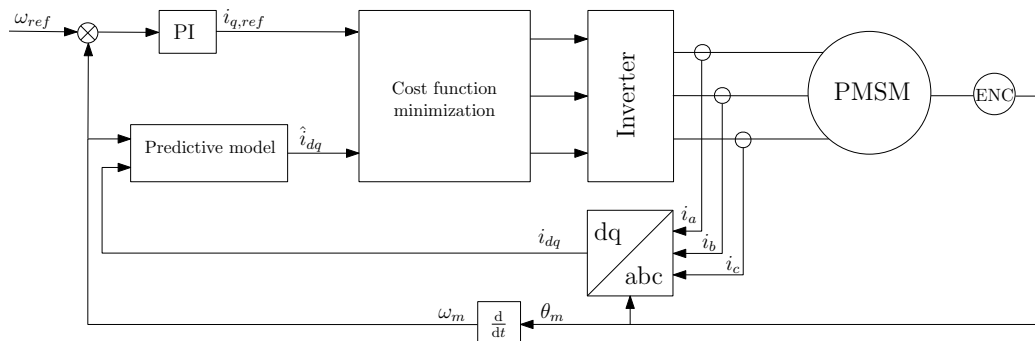 ω_ref
PI
i_q,ref
Cost function
minimization
Inverter
PMSM
ENC
Predictive model
î_dq
i_a
i_b
i_c
i_dq
dq
abc
ω_m
d
dt
θ_m